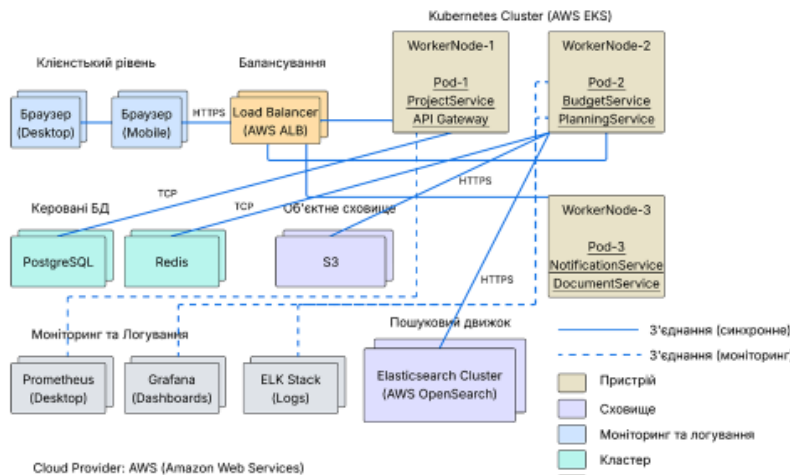 Kubernetes Cluster (AWS EKS)
WorkerNode-1
Pod-1
ProjectService
API Gateway
WorkerNode-2
Pod-2
BudgetService
PlanningService
Клієнстький рівень
Балансування
Браузер
(Desktop)
Браузер
(Mobile)
HTTPS
Load Balancer
(AWS ALB)
TCP
TCP
HTTPS
Керовані БД
Об'єктне сховище
PostgreSQL
Redis
S3
WorkerNode-3
Pod-3
NotificationService
DocumentService
HTTPS
Моніторинг та Логування
Пошуковий движок
Prometheus
(Desktop)
Grafana
(Dashboards)
ELK Stack
(Logs)
Elasticsearch Cluster
(AWS OpenSearch)
З'єднання (синхронне)
З'єднання (моніторинг)
Пристрій
Сховище
Моніторинг та логування
Кластер
Cloud Provider: AWS (Amazon Web Services)